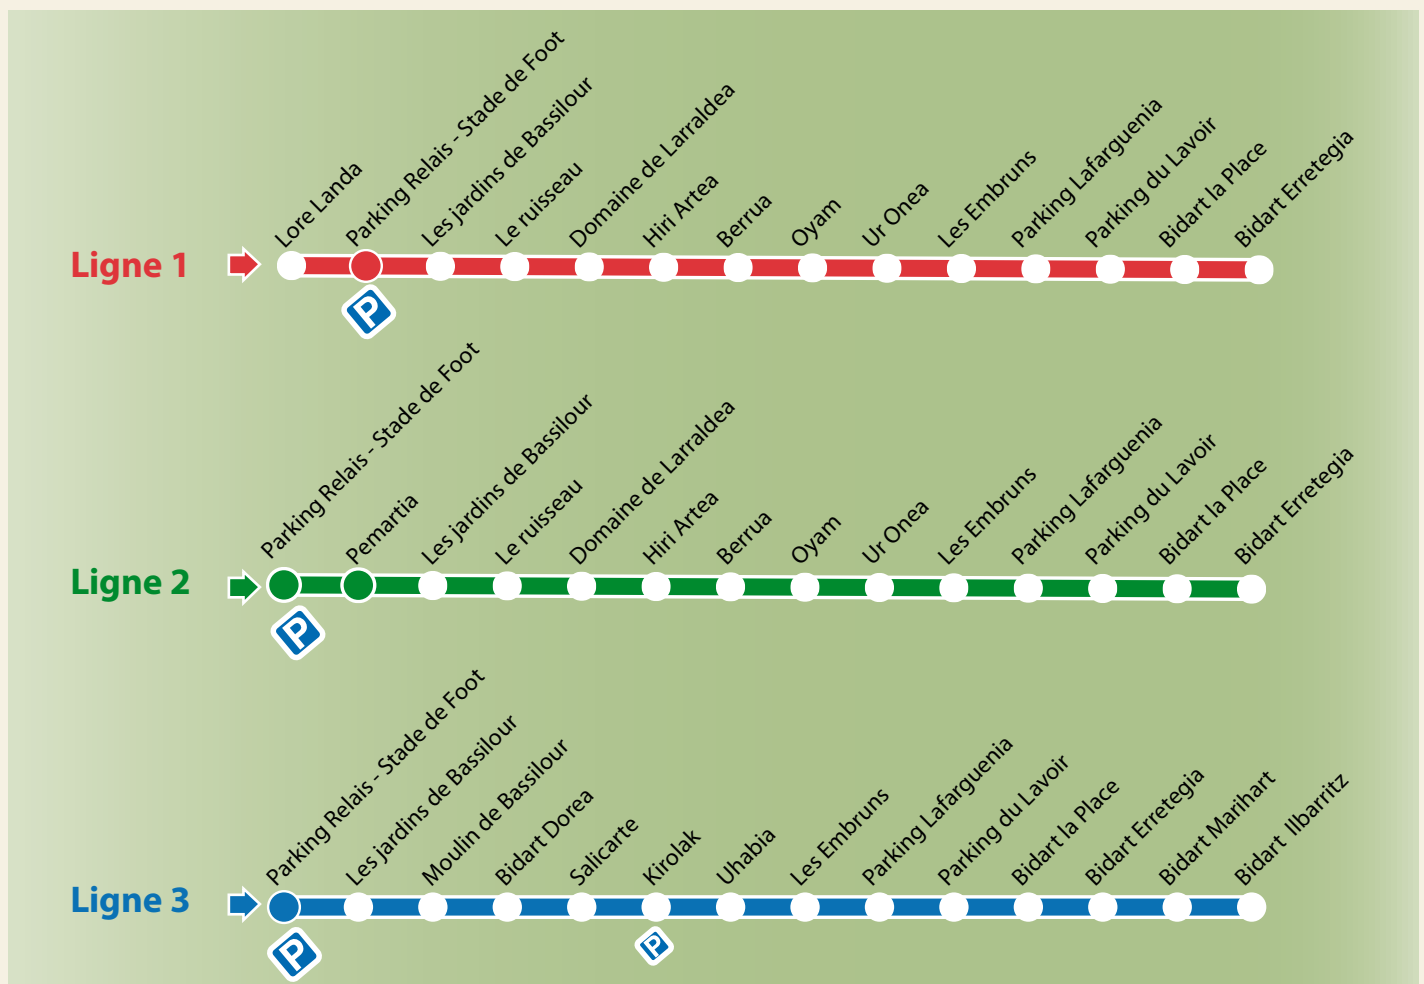 Ligne 1
Lore Landa
Parking Relais - Stade de Foot
Les jardins de Bassilour
Le ruisseau
Domaine de Larraldea
Hiri Artea
Berrua
Oyam
Ur Onea
Les Embruns
Parking Lafarguenia
Parking du Lavoir
Bidart la Place
Bidart Erretegia
P
Ligne 2
Parking Relais - Stade de Foot
Pemartia
Les jardins de Bassilour
Le ruisseau
Domaine de Larraldea
Hiri Artea
Berrua
Oyam
Ur Onea
Les Embruns
Parking Lafarguenia
Parking du Lavoir
Bidart la Place
Bidart Erretegia
P
Ligne 3
Parking Relais - Stade de Foot
Les jardins de Bassilour
Moulin de Bassilour
Bidart Dorea
Salicarte
Kirolak
Uhabia
Les Embruns
Parking Lafarguenia
Parking du Lavoir
Bidart la Place
Bidart Erretegia
Bidart Marihart
Bidart Ilbarritz
P
P